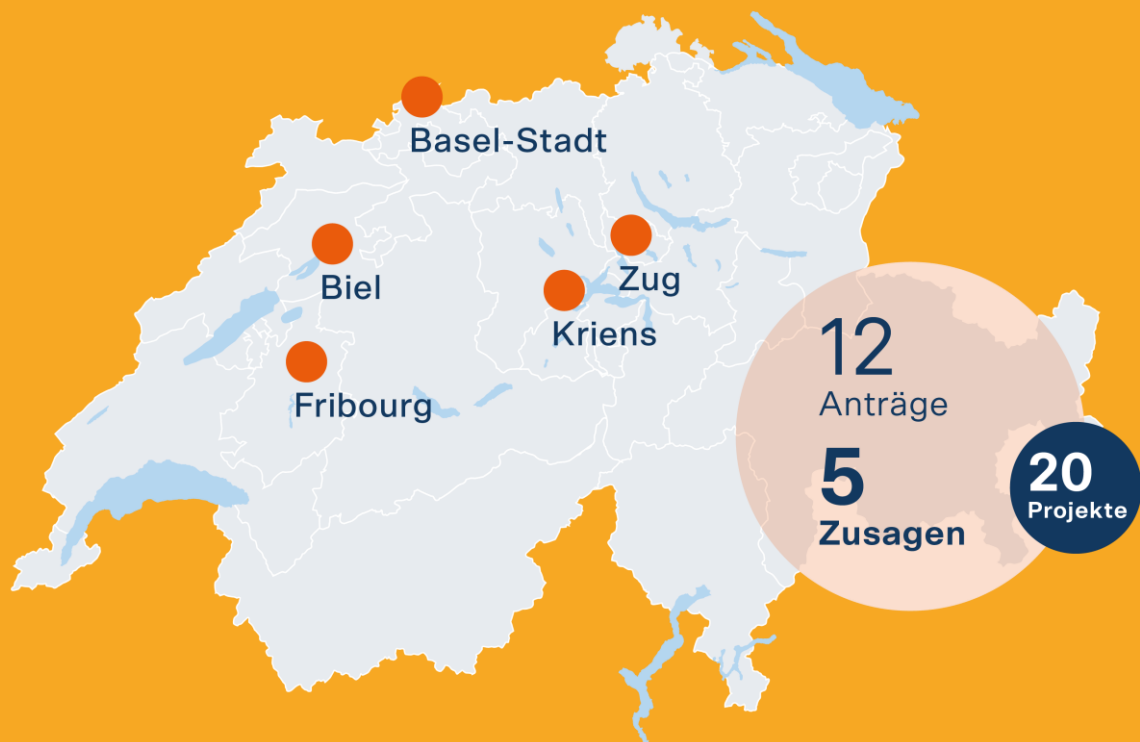 Basel-Stadt
Biel
Zug
Kriens
Fribourg
12
Anträge
5
Zusagen
20
Projekte